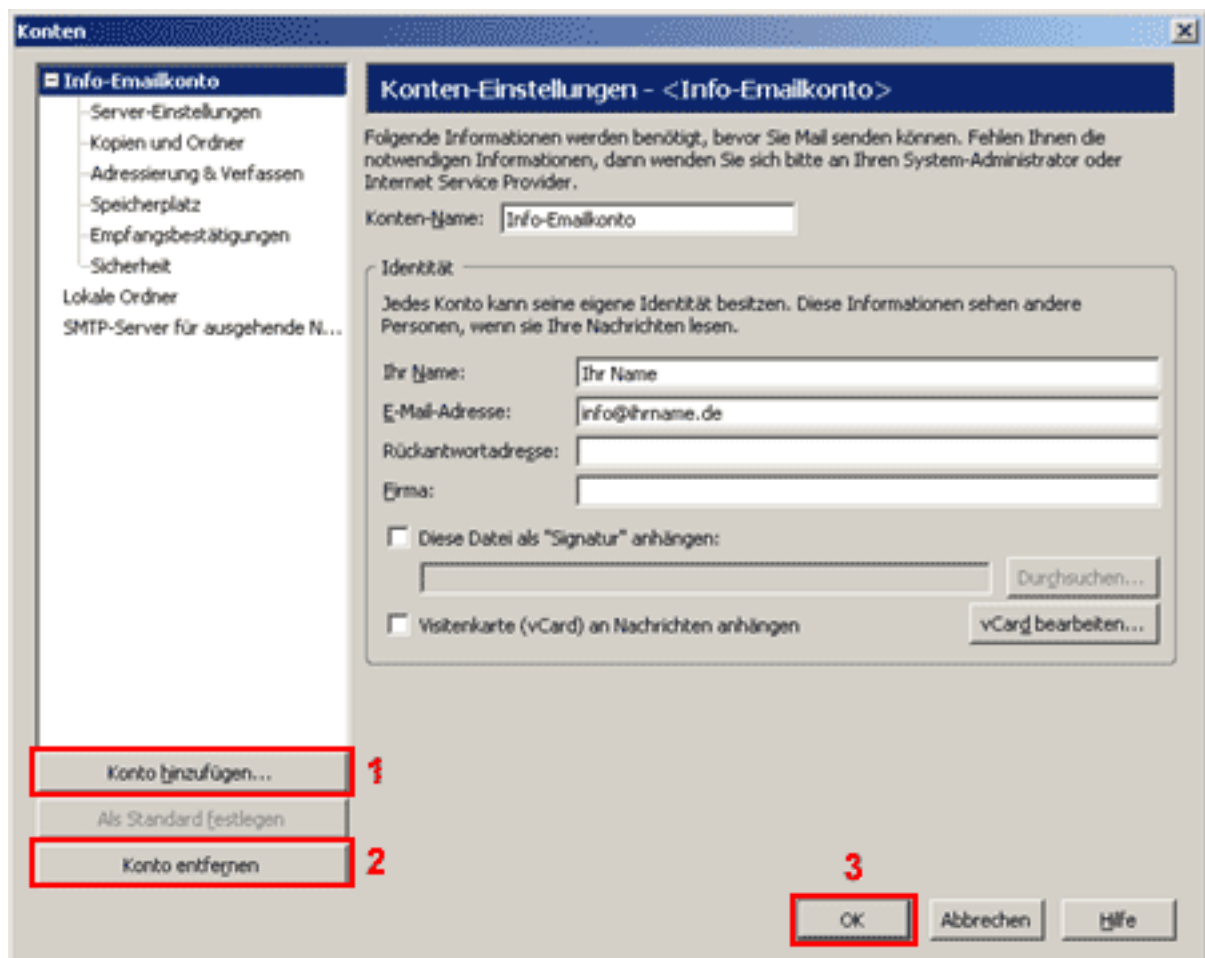 Konten
Info-Emailkonto
Server-Einstellungen
Kopien und Ordner
Adressierung & Verfassen
Speicherplatz
Empfangsbestätigungen
Sicherheit
Lokale Ordner
SMTP-Server für ausgehende N...
Konto hinzufügen...
1
Als Standard festlegen
Konto entfernen
2
Konten-Einstellungen - <Info-Emailkonto>
Folgende Informationen werden benötigt, bevor Sie Mail senden können. Fehlen Ihnen die
notwendigen Informationen, dann wenden Sie sich bitte an Ihren System-Administrator oder
Internet Service Provider.
Konten-Name: Info-Emailkonto
Identität
Jedes Konto kann seine eigene Identität besitzen. Diese Informationen sehen andere
Personen, wenn sie Ihre Nachrichten lesen.
Ihr Name: Ihr Name
E-Mail-Adresse: info@ihrname.de
Rückantwortadresse:
Firma:
Diese Datei als "Signatur" anhängen:
Durchsuchen...
Visitenkarte (vCard) an Nachrichten anhängen
vCard bearbeiten...
3
OK Abbrechen Hilfe